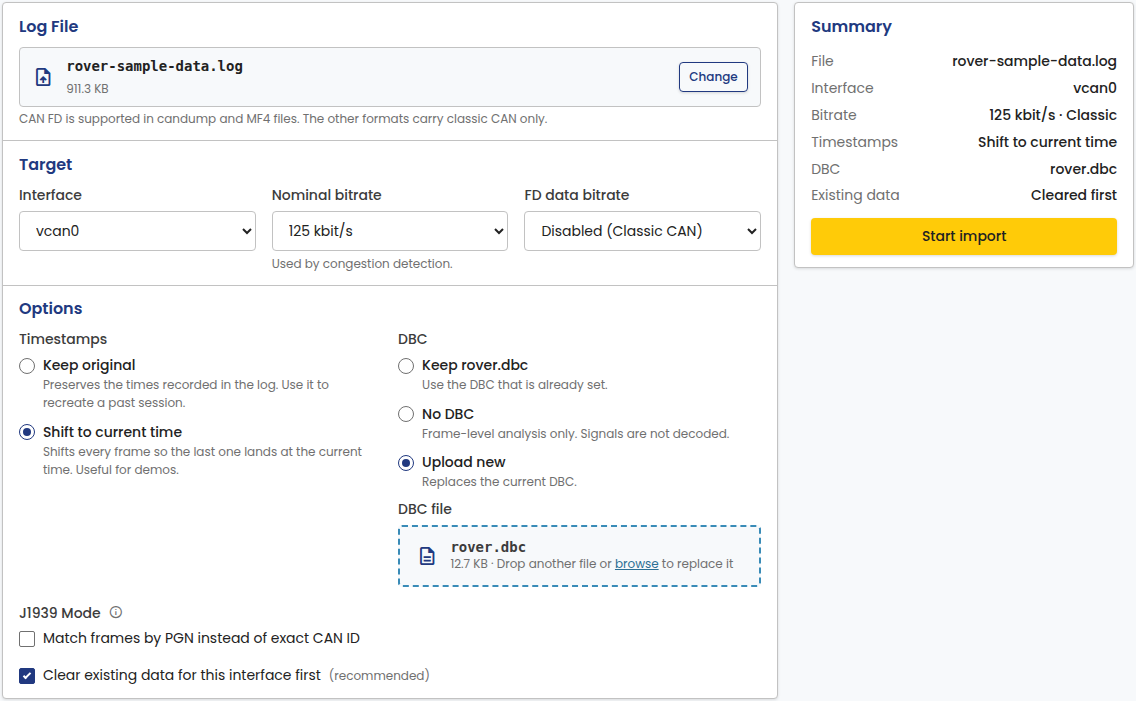 Log File
rover-sample-data.log
911.3 KB
Change
CAN FD is supported in candump and MF4 files. The other formats carry classic CAN only.
Target
Interface
vcan0
Nominal bitrate
125 kbit/s
Used by congestion detection.
FD data bitrate
Disabled (Classic CAN)
Options
Timestamps
Keep original
Preserves the times recorded in the log. Use it to
recreate a past session.
Shift to current time
Shifts every frame so the last one lands at the current
time. Useful for demos.
DBC
Keep rover.dbc
Use the DBC that is already set.
No DBC
Frame-level analysis only. Signals are not decoded.
Upload new
Replaces the current DBC.
DBC file
rover.dbc
12.7 KB · Drop another file or browse to replace it
J1939 Mode
Match frames by PGN instead of exact CAN ID
Clear existing data for this interface first (recommended)
Summary
File rover-sample-data.log
Interface vcan0
Bitrate 125 kbit/s · Classic
Timestamps Shift to current time
DBC rover.dbc
Existing data Cleared first
Start import